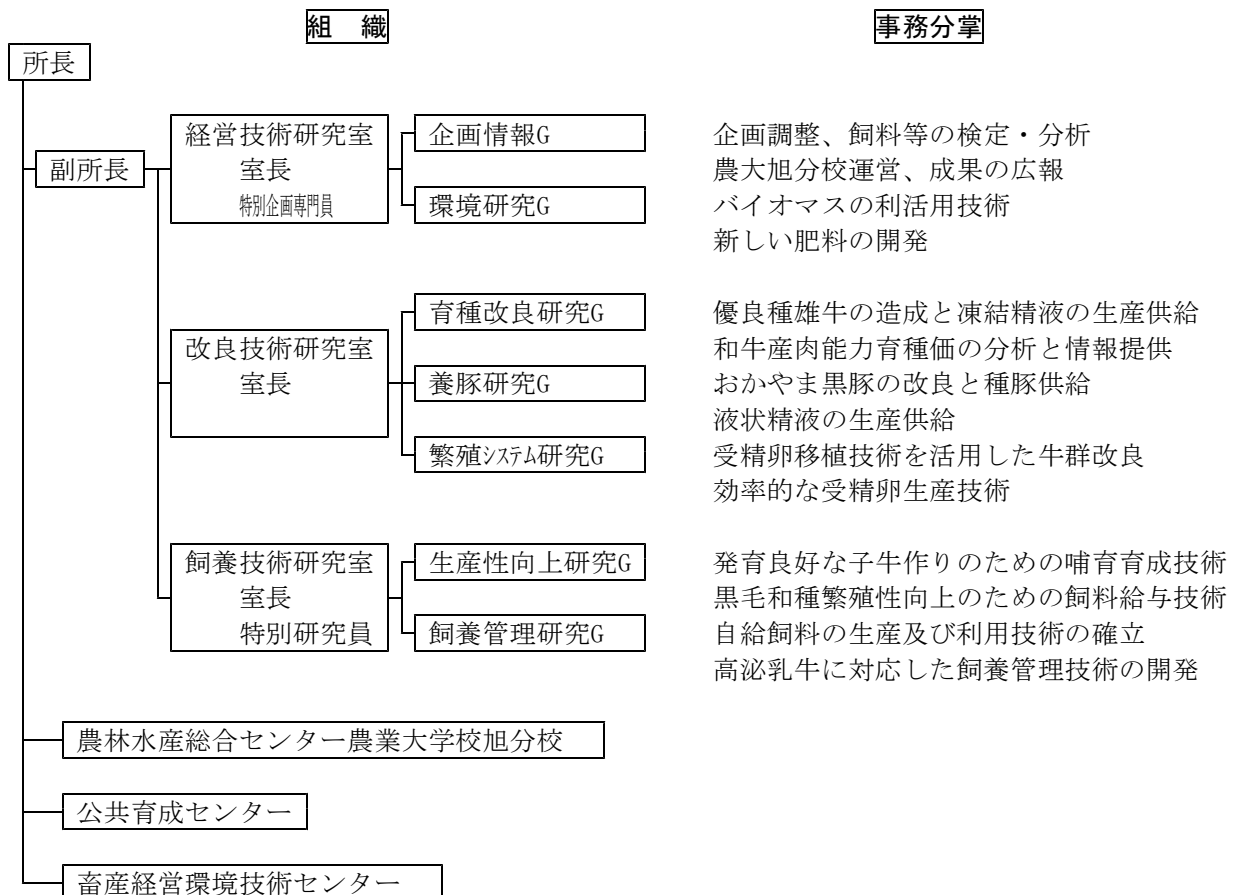 組　織
事務分掌
所長
副所長
経営技術研究室
室長
特別企画専門員
企画情報G
環境研究G
企画調整、飼料等の検定・分析
農大旭分校運営、成果の広報
バイオマスの利活用技術
新しい肥料の開発
改良技術研究室
室長
育種改良研究G
養豚研究G
繁殖システム研究G
優良種雄牛の造成と凍結精液の生産供給
和牛産肉能力育種価の分析と情報提供
おかやま黒豚の改良と種豚供給
液状精液の生産供給
受精卵移植技術を活用した牛群改良
効率的な受精卵生産技術
飼養技術研究室
室長
特別研究員
生産性向上研究G
飼養管理研究G
発育良好な子牛作りのための哺育育成技術
黒毛和種繁殖性向上のための飼料給与技術
自給飼料の生産及び利用技術の確立
高泌乳牛に対応した飼養管理技術の開発
農林水産総合センター農業大学校旭分校
公共育成センター
畜産経営環境技術センター